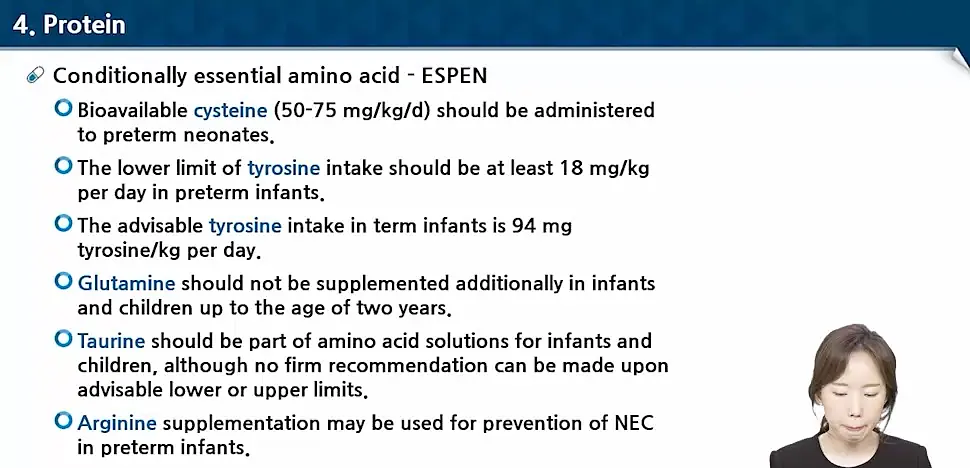 4. Protein
Conditionally essential amino acid - ESPEN
Bioavailable cysteine (50-75 mg/kg/d) should be administered
to preterm neonates.
The lower limit of tyrosine intake should be at least 18 mg/kg
per day in preterm infants.
The advisable tyrosine intake in term infants is 94 mg
tyrosine/kg per day.
Glutamine should not be supplemented additionally in infants
and children up to the age of two years.
Taurine should be part of amino acid solutions for infants and
children, although no firm recommendation can be made upon
advisable lower or upper limits.
Arginine supplementation may be used for prevention of NEC
in preterm infants.